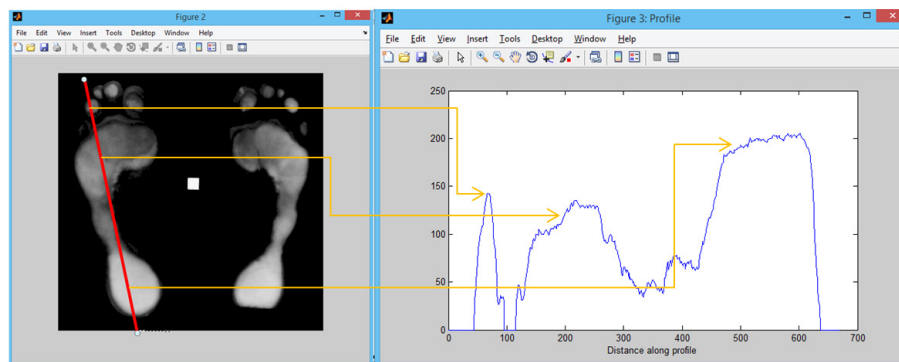 Figure 2
File Edit View Insert Tools Desktop Window Help
Figure 3: Profile
File Edit View Insert Tools Desktop Window Help
250
200
150
100
50
0
0 100 200 300 400 500 600 700
Distance along profile